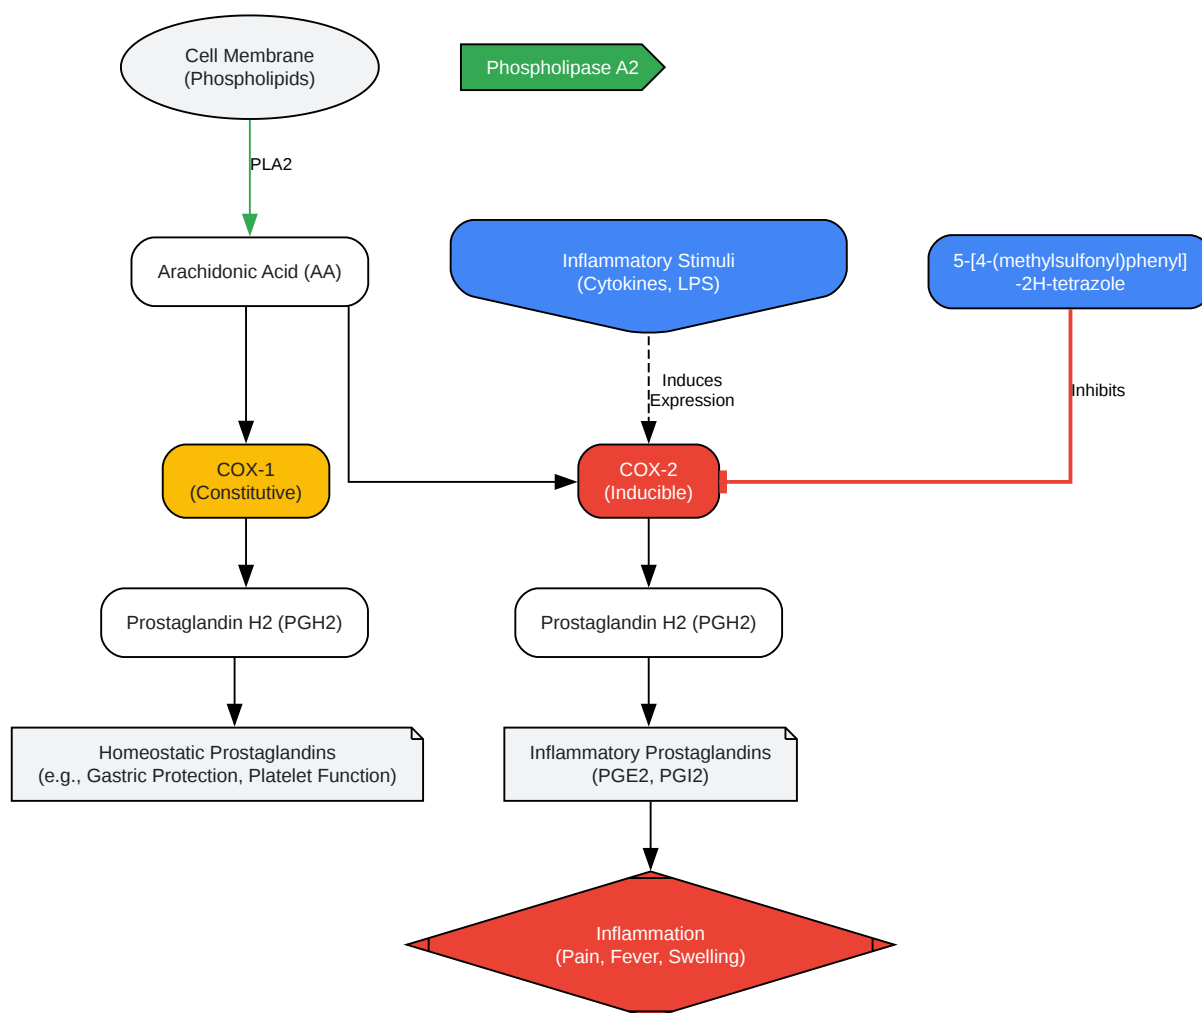 Cell Membrane
(Phospholipids)
Phospholipase A2
PLA2
Arachidonic Acid (AA)
Inflammatory Stimuli
(Cytokines, LPS)
5-[4-(methylsulfonyl)phenyl]
-2H-tetrazole
Induces
Expression
Inhibits
COX-1
(Constitutive)
COX-2
(Inducible)
Prostaglandin H2 (PGH2)
Prostaglandin H2 (PGH2)
Homeostatic Prostaglandins
(e.g., Gastric Protection, Platelet Function)
Inflammatory Prostaglandins
(PGE2, PGI2)
Inflammation
(Pain, Fever, Swelling)